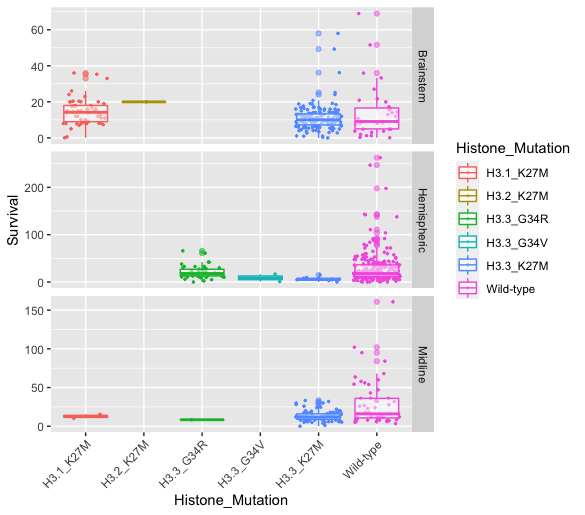 60
40
20
0
Brainstem
200
100
0
Hemispheric
150
100
50
0
Midline
Survival
H3.1_K27M
H3.2_K27M
H3.3_G34R
H3.3_G34V
H3.3_K27M
Wild-type
Histone_Mutation
Histone_Mutation
H3.1_K27M
H3.2_K27M
H3.3_G34R
H3.3_G34V
H3.3_K27M
Wild-type